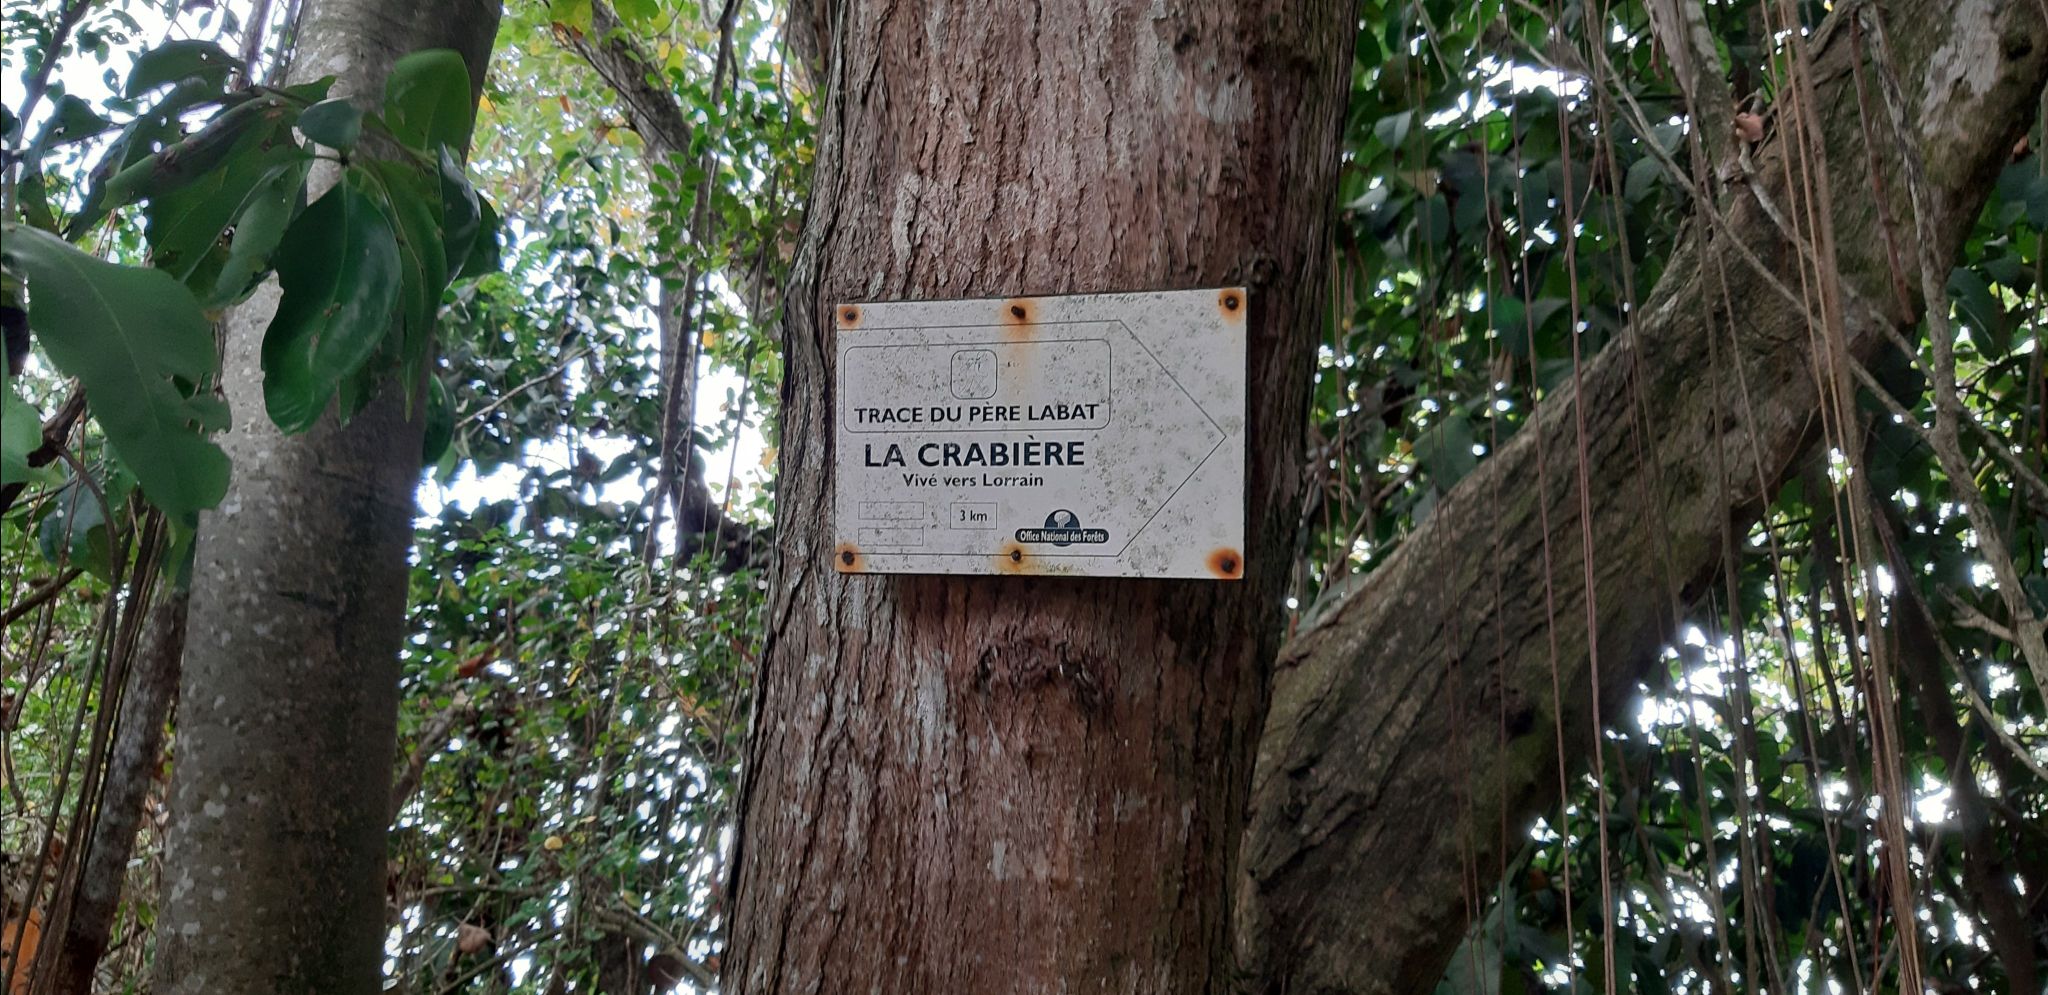 TRACE DU PÈRE LABAT
LA CRABIÈRE
Vivé vers Lorrain
3 km
Office National des Forêts